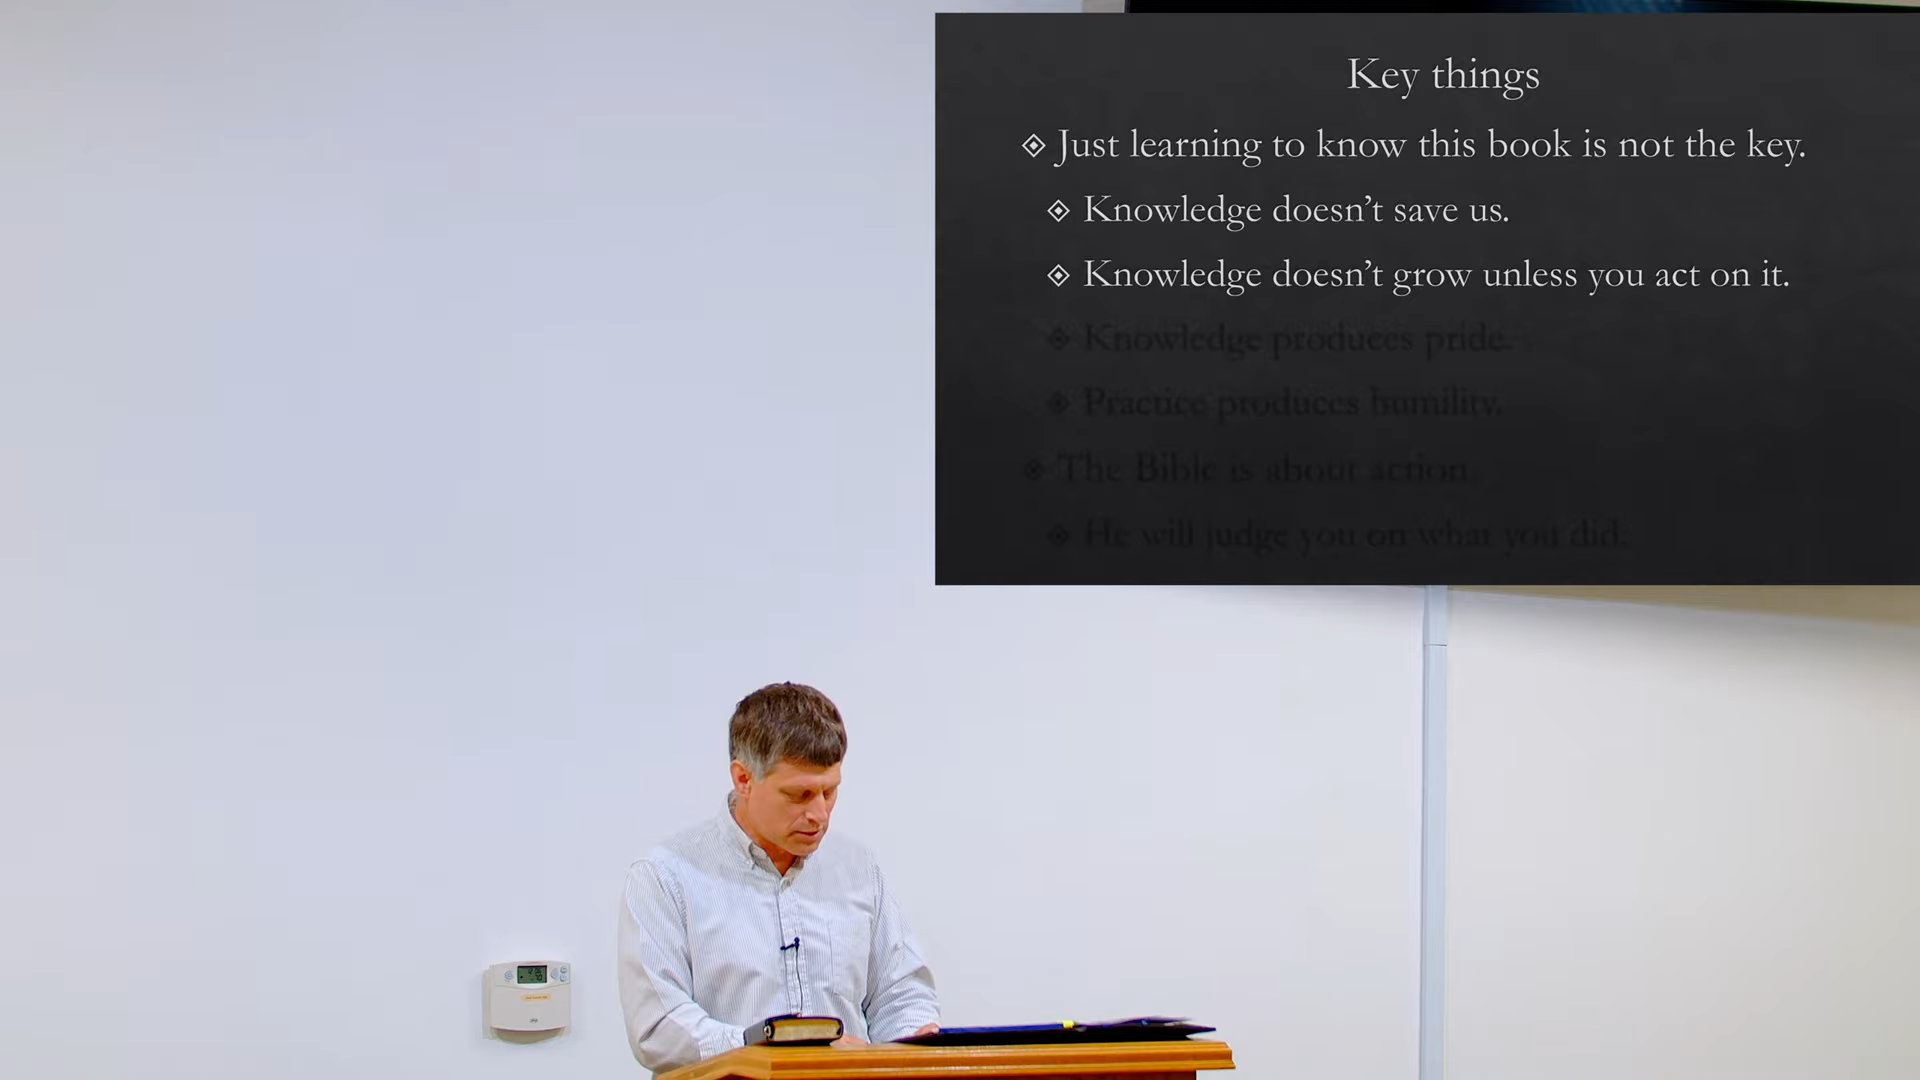 Key things
Just learning to know this book is not the key.
Knowledge doesn't save us.
Knowledge doesn't grow unless you act on it.
Knowledge produces pride.
Practice produces humility.
The Bible is about action.
He will judge you on what you did.